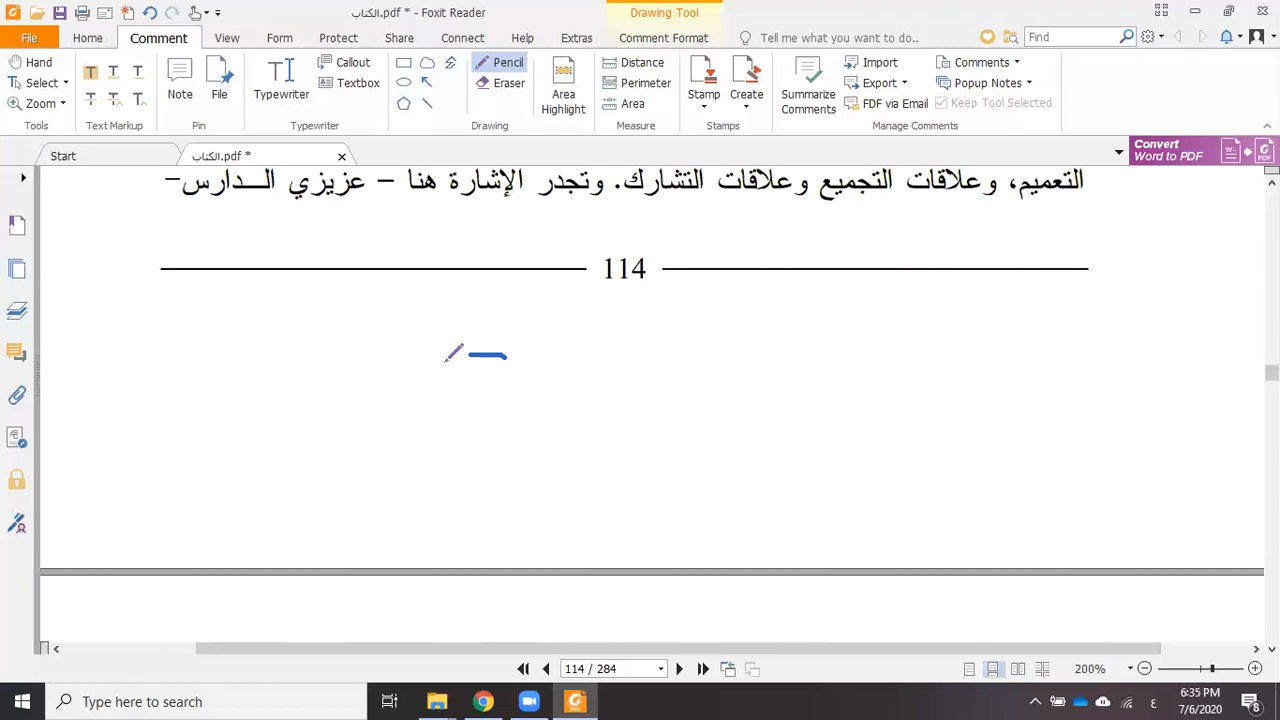 الكتاب.pdf * - Foxit Reader
Drawing Tool
File Home Comment View Form Protect Share Connect Help Extras Comment Format Tell me what you want to do... Find
Hand
Select
Zoom
Tools
Text Markup
Note
File
Pin
Typewriter
Callout
Textbox
Typewriter
Pencil
Eraser
Drawing
Area Highlight
Distance
Perimeter
Area
Measure
Stamp
Create
Stamps
Summarize Comments
Import
Export
FDF via Email
Comments
Popup Notes
Keep Tool Selected
Manage Comments
Start
الكتاب.pdf *
Convert
Word to PDF
التعميم، وعلاقات التجميع وعلاقات التشارك. وتجدر الإشارة هنا – عزيزي الـــدارس–
114
114 / 284
200%
Type here to search
ع
6:35 PM
7/6/2020
8